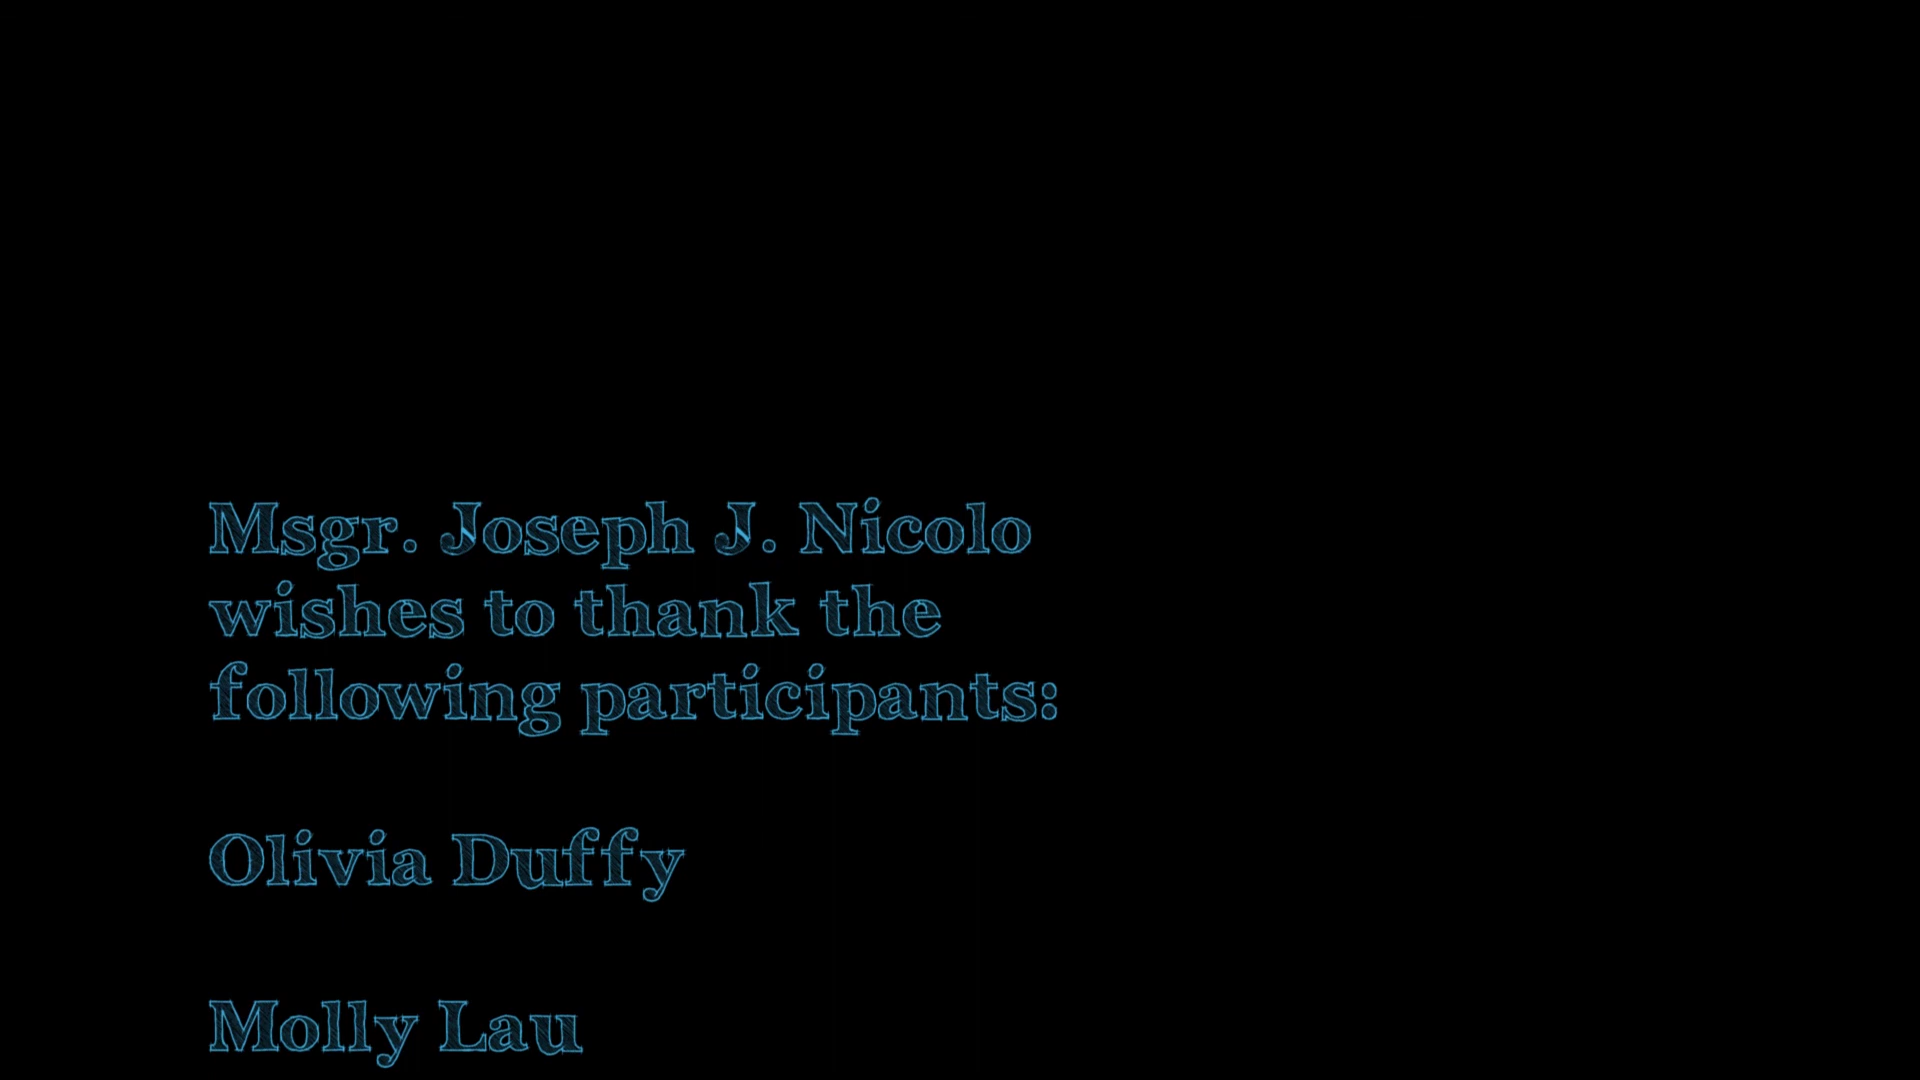 Msgr. Joseph J. Nicolo
wishes to thank the
following participants:
Olivia Duffy
Molly Lau